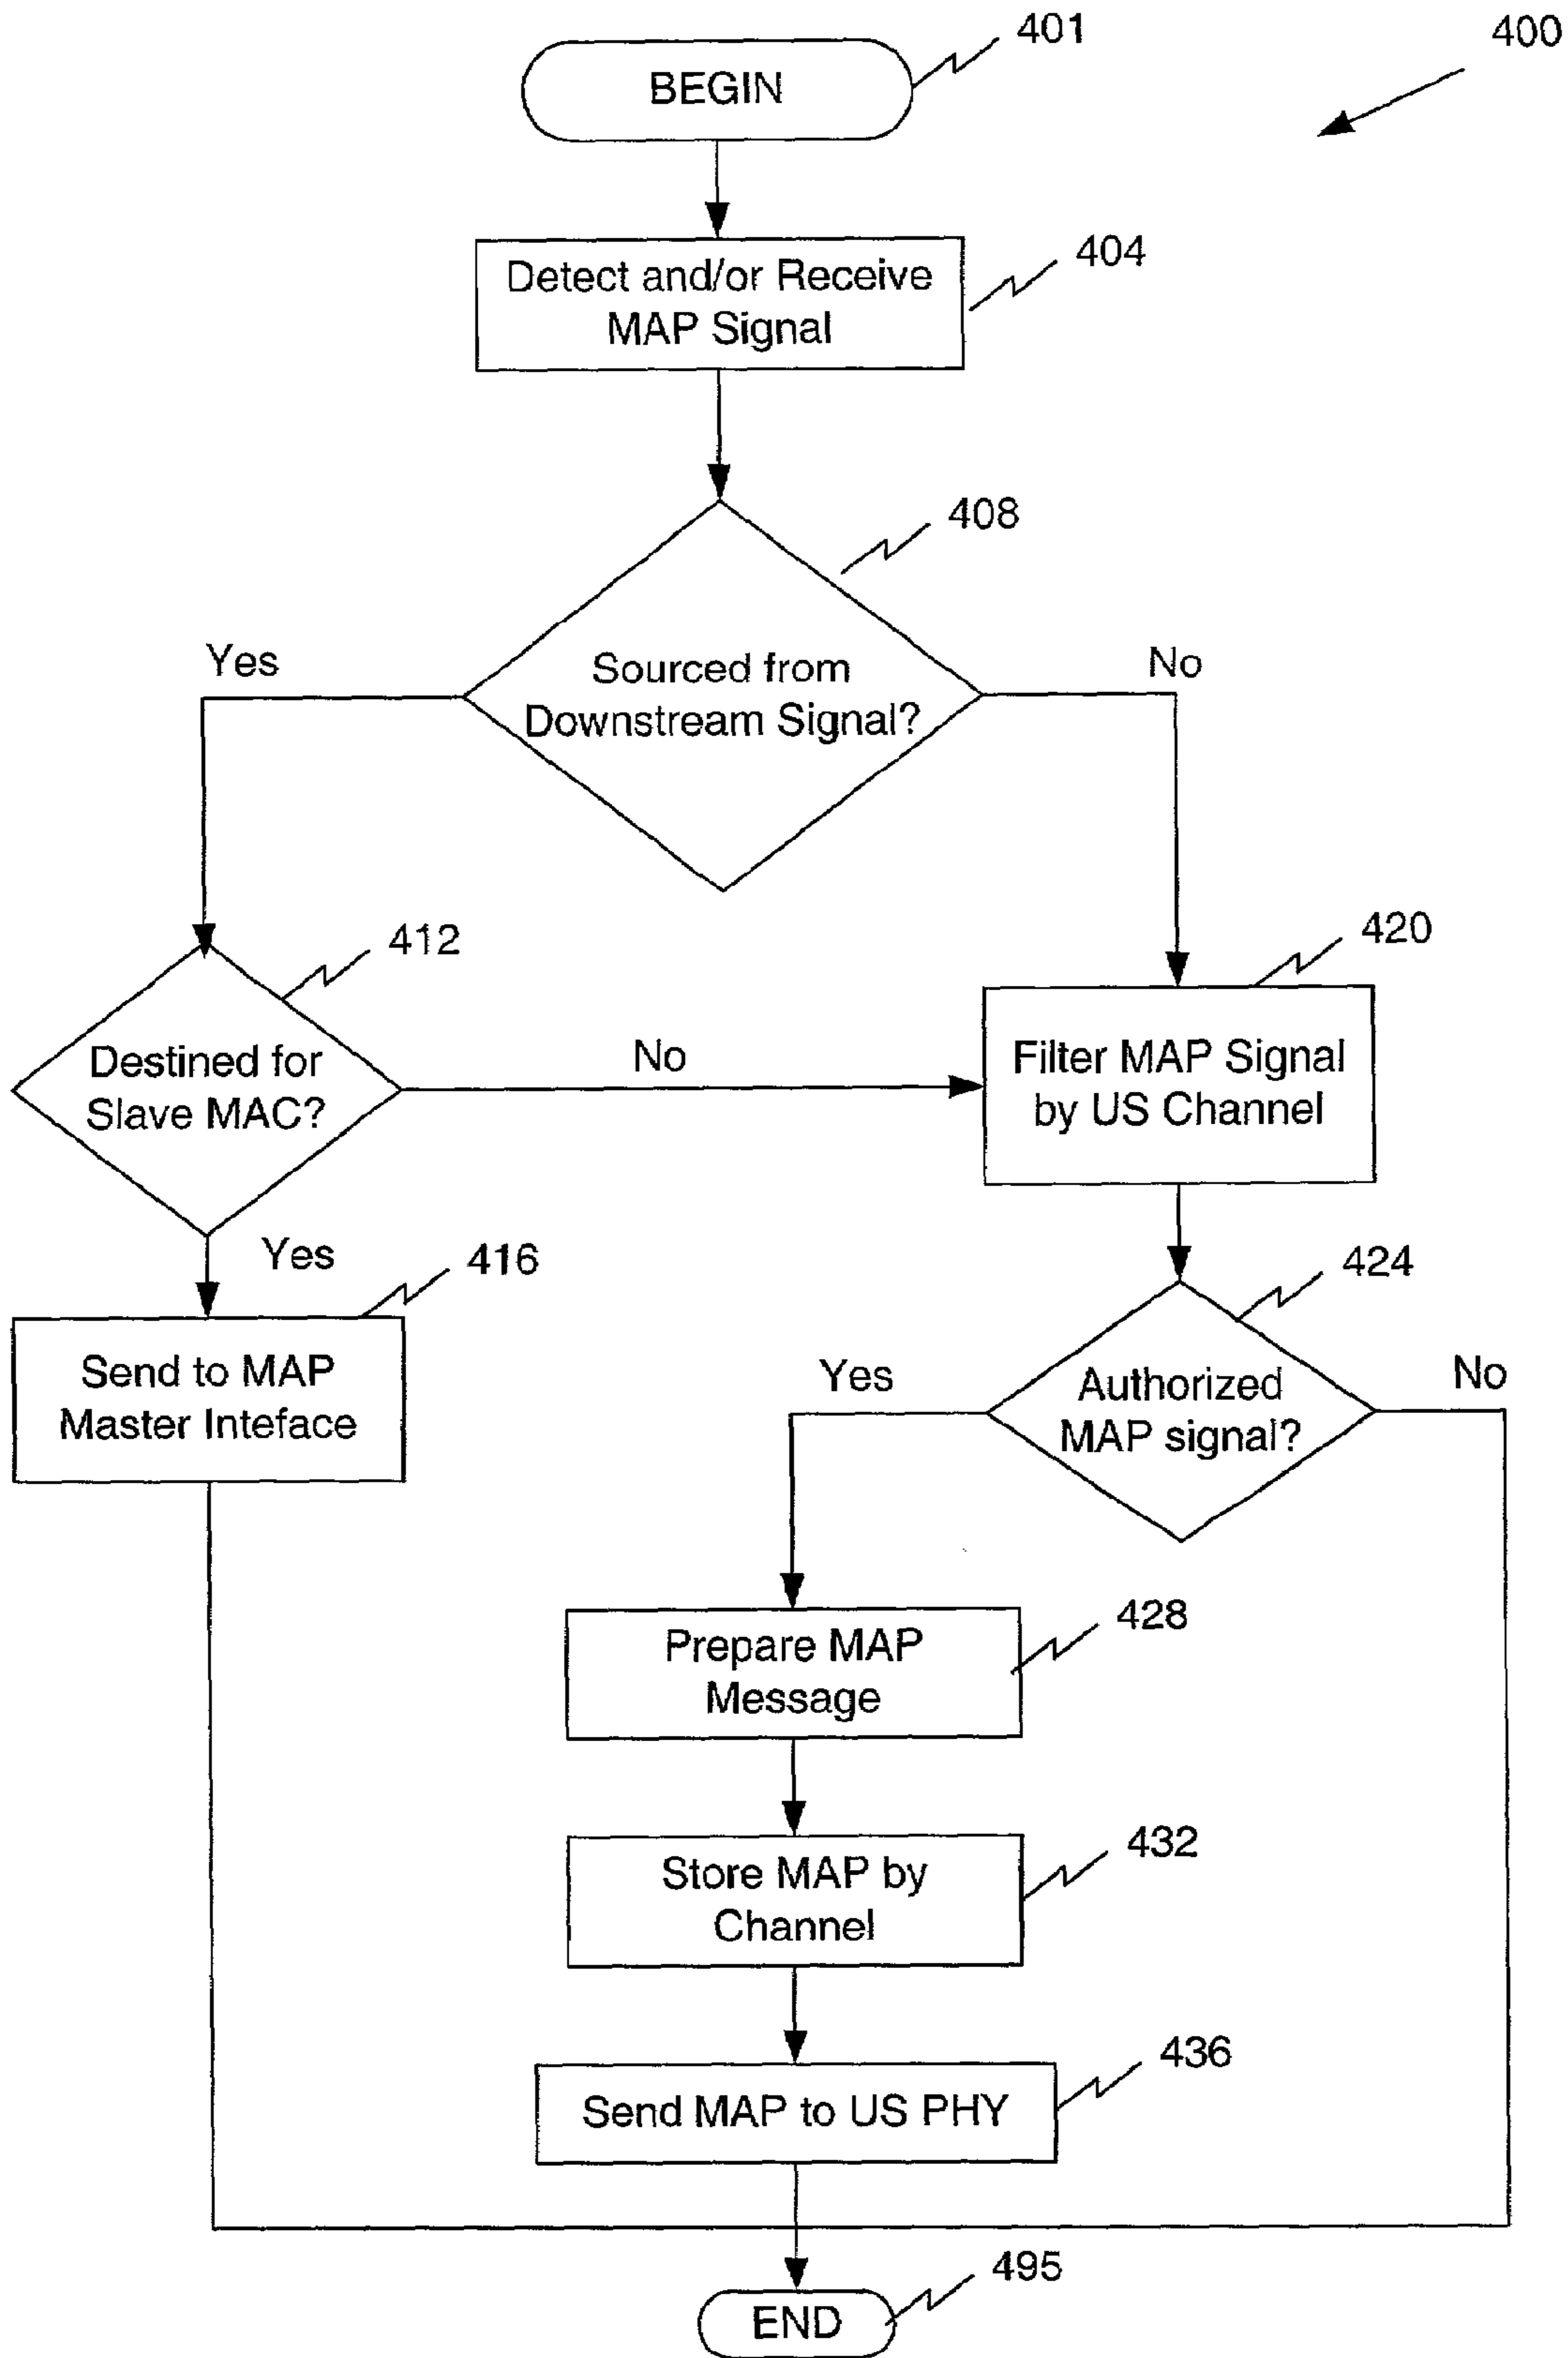 401
400
BEGIN
404
Detect and/or Receive
MAP Signal
408
Yes
Sourced from
Downstream Signal?
No
412
420
Destined for
Slave MAC?
No
Filter MAP Signal
by US Channel
Yes
416
424
Send to MAP
Master Inteface
Yes
Authorized
MAP signal?
No
428
Prepare MAP
Message
432
Store MAP by
Channel
436
Send MAP to US PHY
495
END